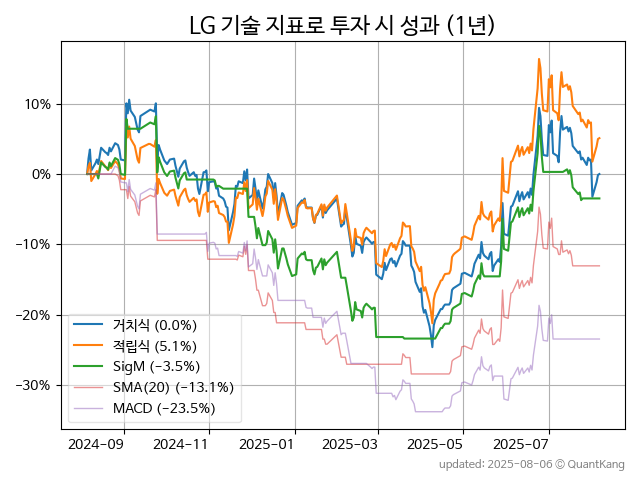 LG 기술 지표로 투자 시 성과 (1년)
10%
0%
−10%
−20%
−30%
거치식 (0.0%)
적립식 (5.1%)
SigM (−3.5%)
SMA(20) (−13.1%)
MACD (−23.5%)
2024-09
2024-11
2025-01
2025-03
2025-05
2025-07
updated: 2025-08-06 © QuantKang